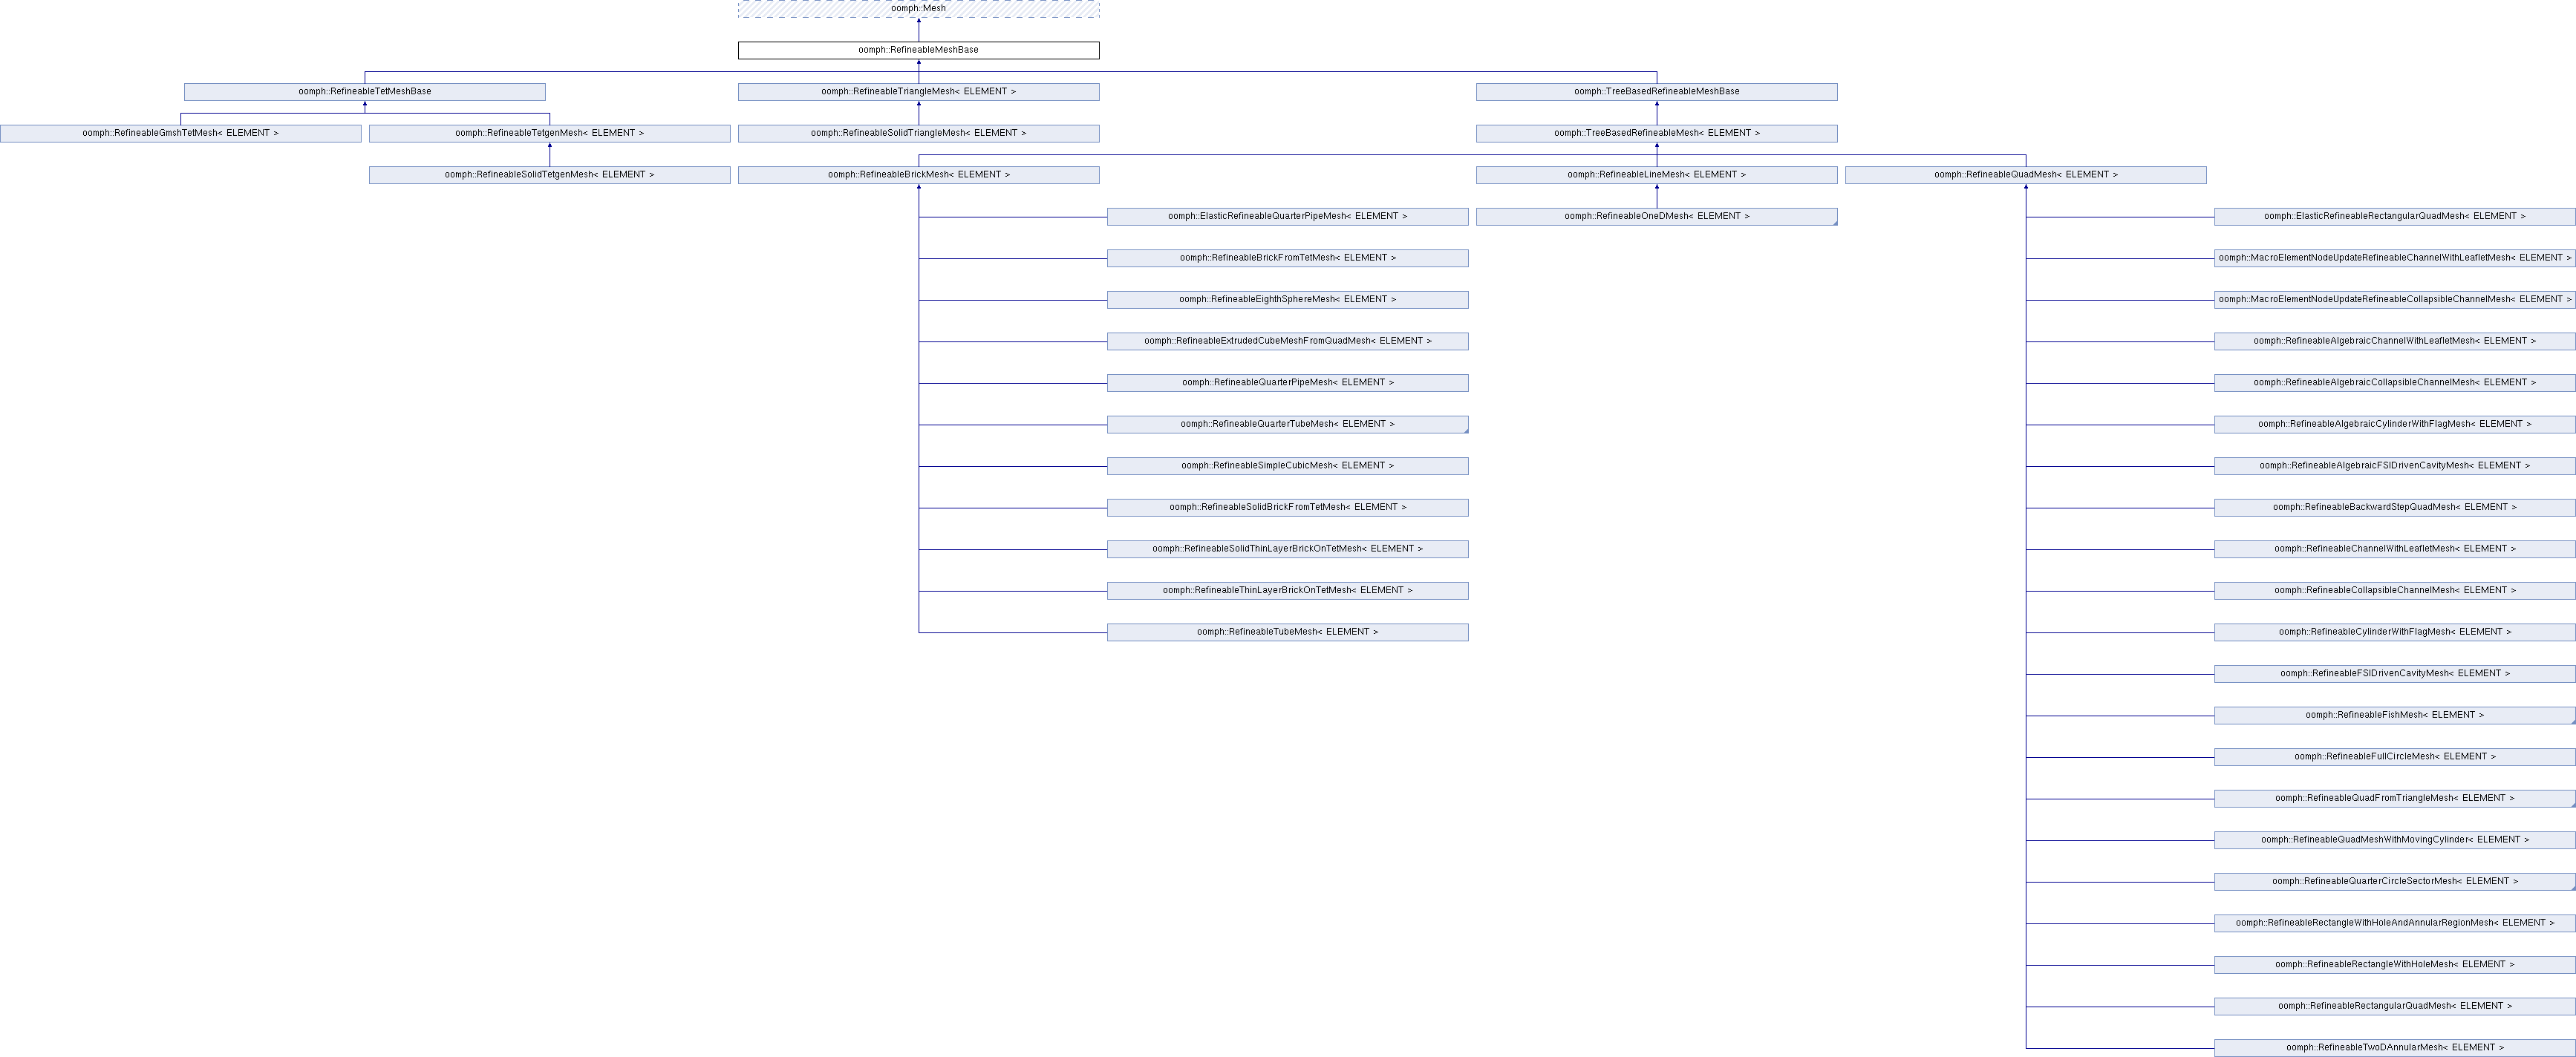 oomph::Mesh
oomph::RefineableMeshBase
oomph::RefineableTetMeshBase
oomph::RefineableTriangleMesh< ELEMENT >
oomph::TreeBasedRefineableMeshBase
oomph::RefineableGmshTetMesh< ELEMENT >
oomph::RefineableTetgenMesh< ELEMENT >
oomph::RefineableSolidTriangleMesh< ELEMENT >
oomph::TreeBasedRefineableMesh< ELEMENT >
oomph::RefineableSolidTetgenMesh< ELEMENT >
oomph::RefineableBrickMesh< ELEMENT >
oomph::RefineableLineMesh< ELEMENT >
oomph::RefineableQuadMesh< ELEMENT >
oomph::ElasticRefineableQuarterPipeMesh< ELEMENT >
oomph::RefineableOneDMesh< ELEMENT >
oomph::ElasticRefineableRectangularQuadMesh< ELEMENT >
oomph::RefineableBrickFromTetMesh< ELEMENT >
oomph::MacroElementNodeUpdateRefineableChannelWithLeafletMesh< ELEMENT >
oomph::RefineableEighthSphereMesh< ELEMENT >
oomph::MacroElementNodeUpdateRefineableCollapsibleChannelMesh< ELEMENT >
oomph::RefineableExtrudedCubeMeshFromQuadMesh< ELEMENT >
oomph::RefineableAlgebraicChannelWithLeafletMesh< ELEMENT >
oomph::RefineableQuarterPipeMesh< ELEMENT >
oomph::RefineableAlgebraicCollapsibleChannelMesh< ELEMENT >
oomph::RefineableQuarterTubeMesh< ELEMENT >
oomph::RefineableAlgebraicCylinderWithFlagMesh< ELEMENT >
oomph::RefineableSimpleCubicMesh< ELEMENT >
oomph::RefineableAlgebraicFSIDrivenCavityMesh< ELEMENT >
oomph::RefineableSolidBrickFromTetMesh< ELEMENT >
oomph::RefineableBackwardStepQuadMesh< ELEMENT >
oomph::RefineableSolidThinLayerBrickOnTetMesh< ELEMENT >
oomph::RefineableChannelWithLeafletMesh< ELEMENT >
oomph::RefineableThinLayerBrickOnTetMesh< ELEMENT >
oomph::RefineableCollapsibleChannelMesh< ELEMENT >
oomph::RefineableTubeMesh< ELEMENT >
oomph::RefineableCylinderWithFlagMesh< ELEMENT >
oomph::RefineableFSIDrivenCavityMesh< ELEMENT >
oomph::RefineableFishMesh< ELEMENT >
oomph::RefineableFullCircleMesh< ELEMENT >
oomph::RefineableQuadFromTriangleMesh< ELEMENT >
oomph::RefineableQuadMeshWithMovingCylinder< ELEMENT >
oomph::RefineableQuarterCircleSectorMesh< ELEMENT >
oomph::RefineableRectangleWithHoleAndAnnularRegionMesh< ELEMENT >
oomph::RefineableRectangleWithHoleMesh< ELEMENT >
oomph::RefineableRectangularQuadMesh< ELEMENT >
oomph::RefineableTwoDAnnularMesh< ELEMENT >